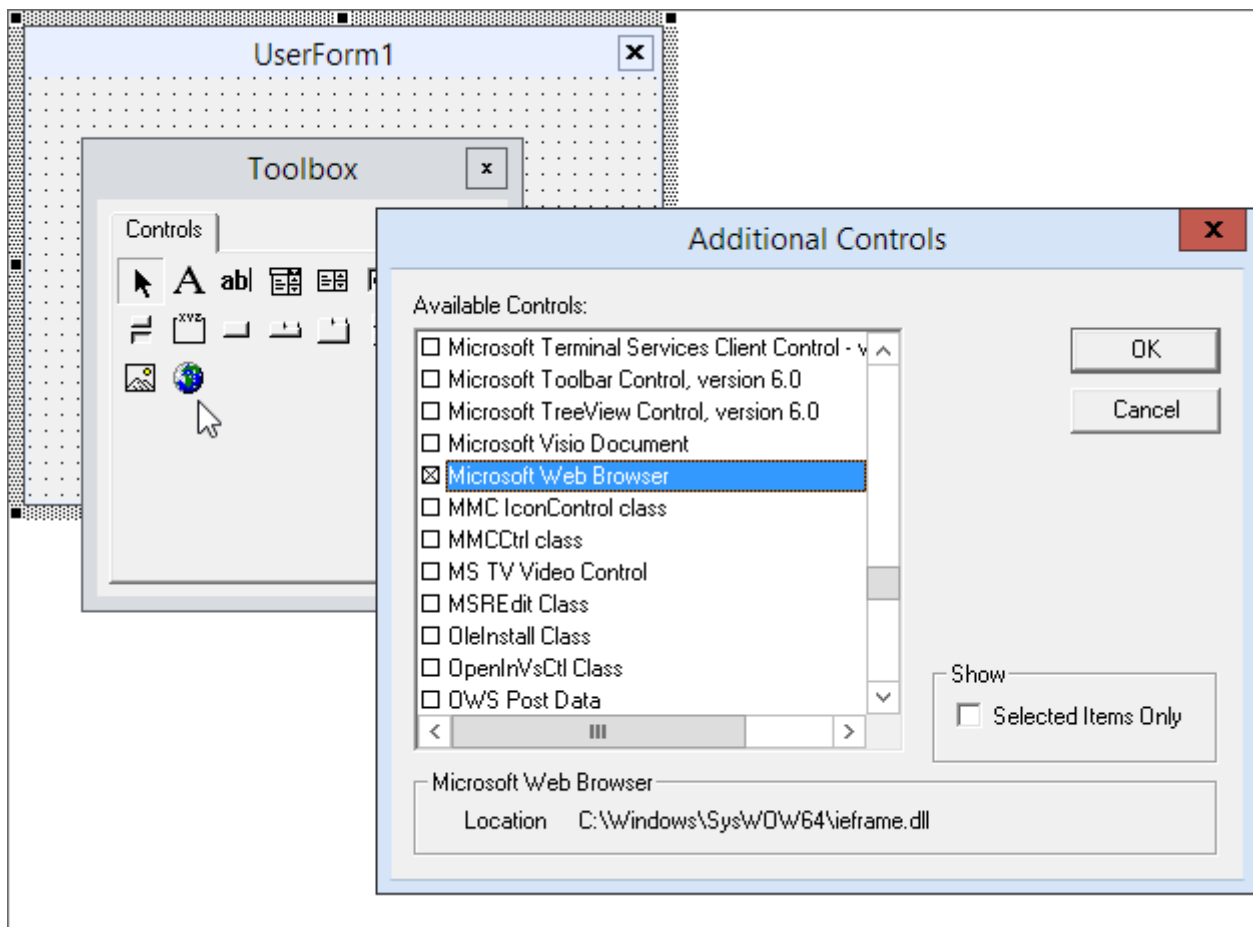 UserForm1
x
Toolbox
x
Controls
A ab|
xyz
Additional Controls
x
Available Controls:
Microsoft Terminal Services Client Control - v
Microsoft Toolbar Control, version 6.0
Microsoft TreeView Control, version 6.0
Microsoft Visio Document
Microsoft Web Browser
MMC IconControl class
MMCCtrl class
MS TV Video Control
MSREdit Class
OleInstall Class
OpenInVsCtl Class
OWS Post Data
OK
Cancel
Show
Selected Items Only
Microsoft Web Browser
Location C:\Windows\SysWOW64\ieframe.dll